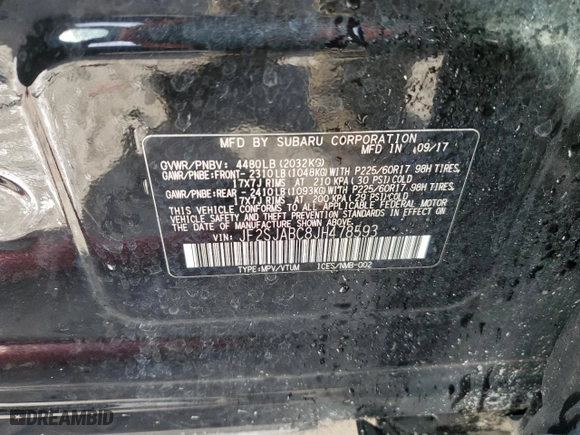 MFD BY SUBARU CORPORATION
MFD IN 09/17
GVWR/PNBV: 4480LB(2032KG)
GAWR/PNBE:FRONT- 2310LB(1048KG)WITH P225/60R17 98H TIRES,
17X7J RIMS AT 210 KPA(30 PSI)COLD
GAWR/PNBE:REAR -2410LB(1093KG)WITH P225/60R17 98H TIRES,
17X7J RIMS AT 200 KPA(29 PSI)COLD
THIS VEHICLE CONFORMS TO ALL APPLICABLE FEDERAL MOTOR
VEHICLE SAFETY AND
IN EFFECT ON THE DATE OF MANUFACTURE SHOWN ABOVE.
VIN: JF2SJABC8JH478593
TYPE:MPV/VTUM ICES/NMB-002
DREAMBID